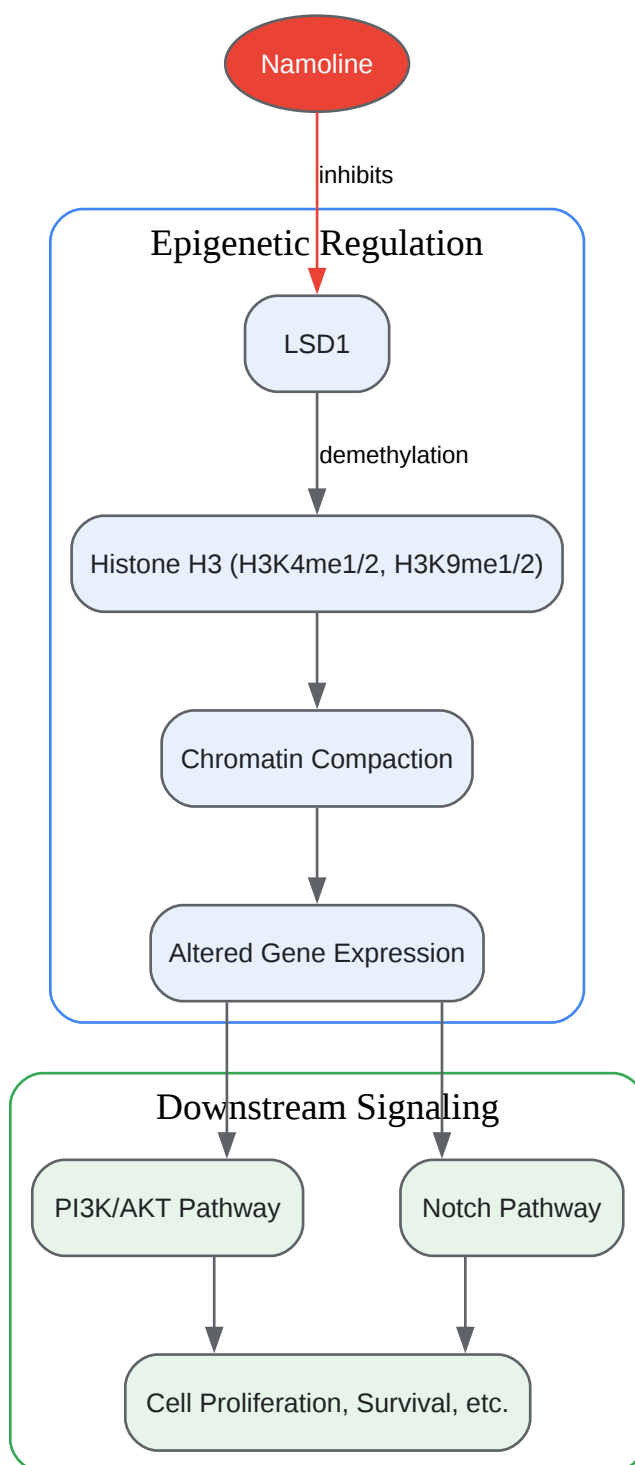 Namoline
inhibits
Epigenetic Regulation
LSD1
demethylation
Histone H3 (H3K4me1/2, H3K9me1/2)
Chromatin Compaction
Altered Gene Expression
Downstream Signaling
PI3K/AKT Pathway
Notch Pathway
Cell Proliferation, Survival, etc.